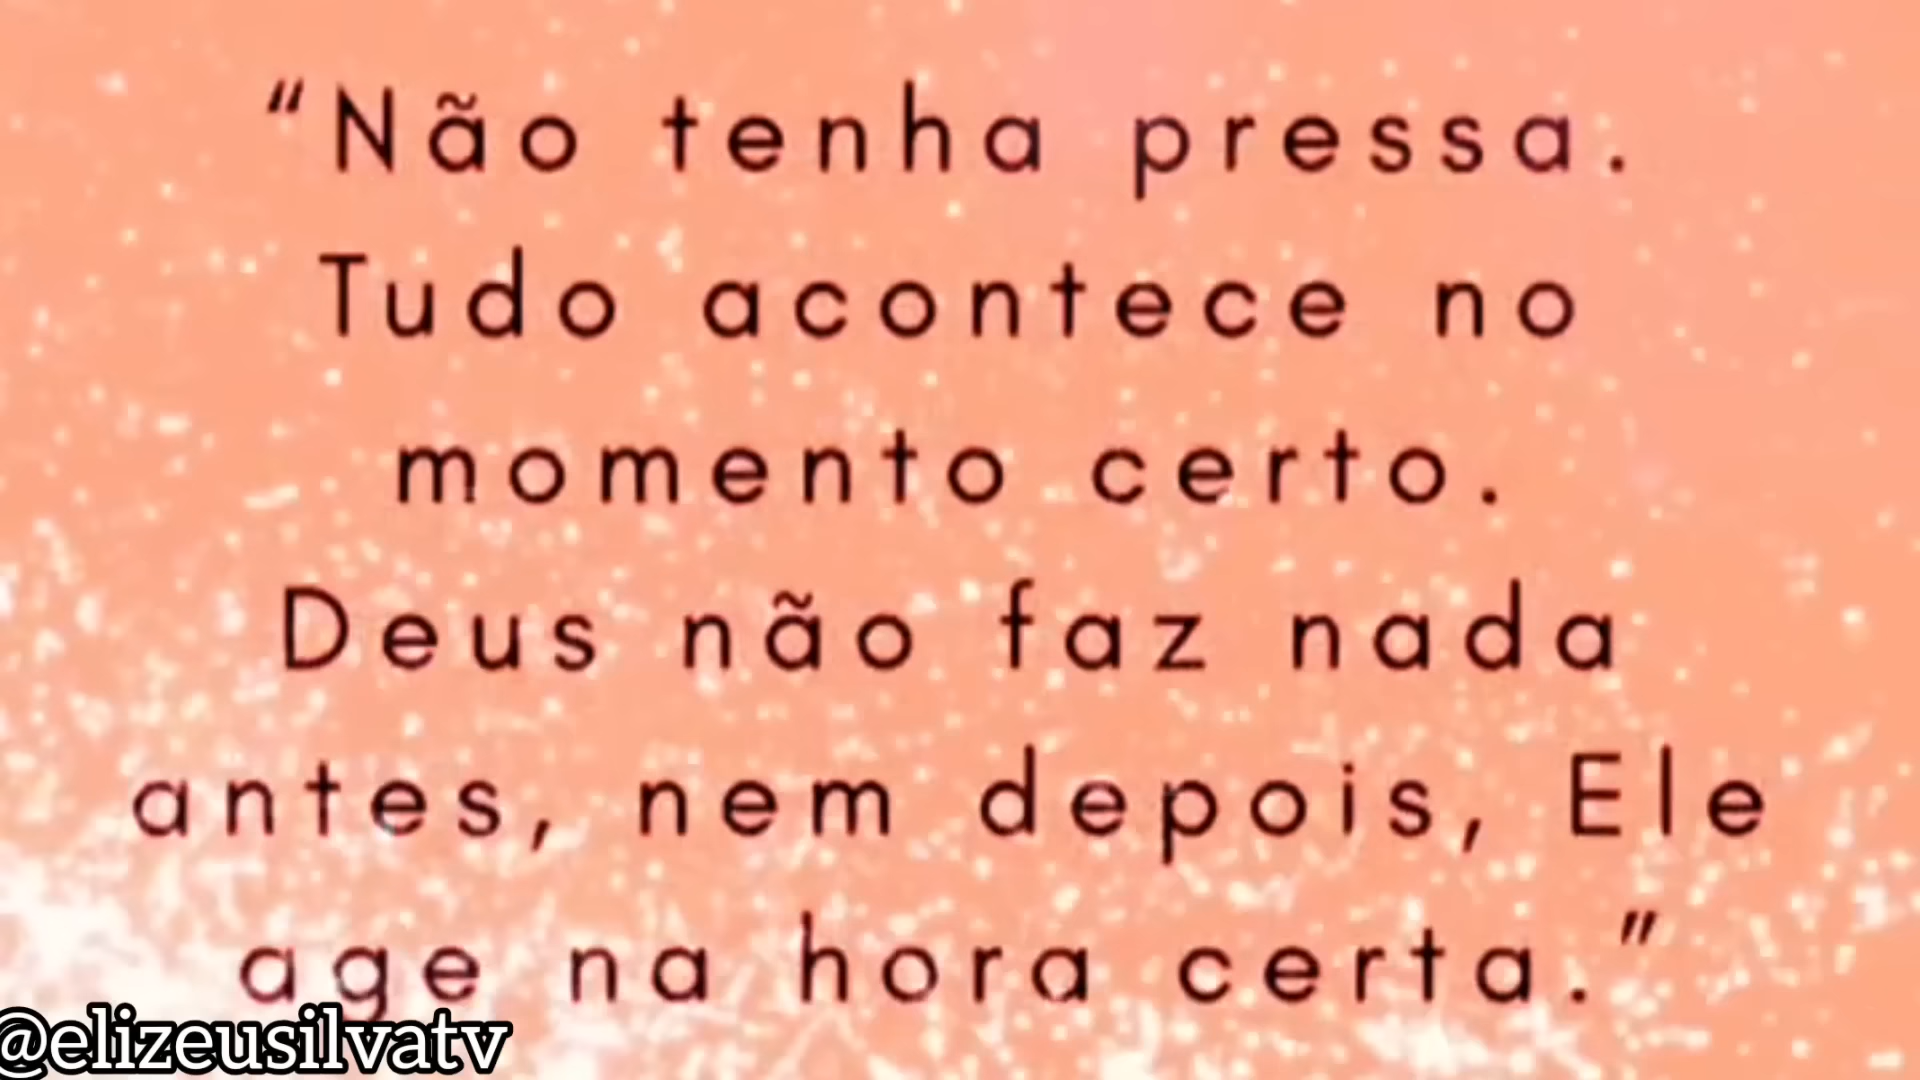 “Não tenha pressa.
Tudo acontece no
momento certo.
Deus não faz nada
antes, nem depois, Ele
age na hora certa.”
@elizeusilvatv